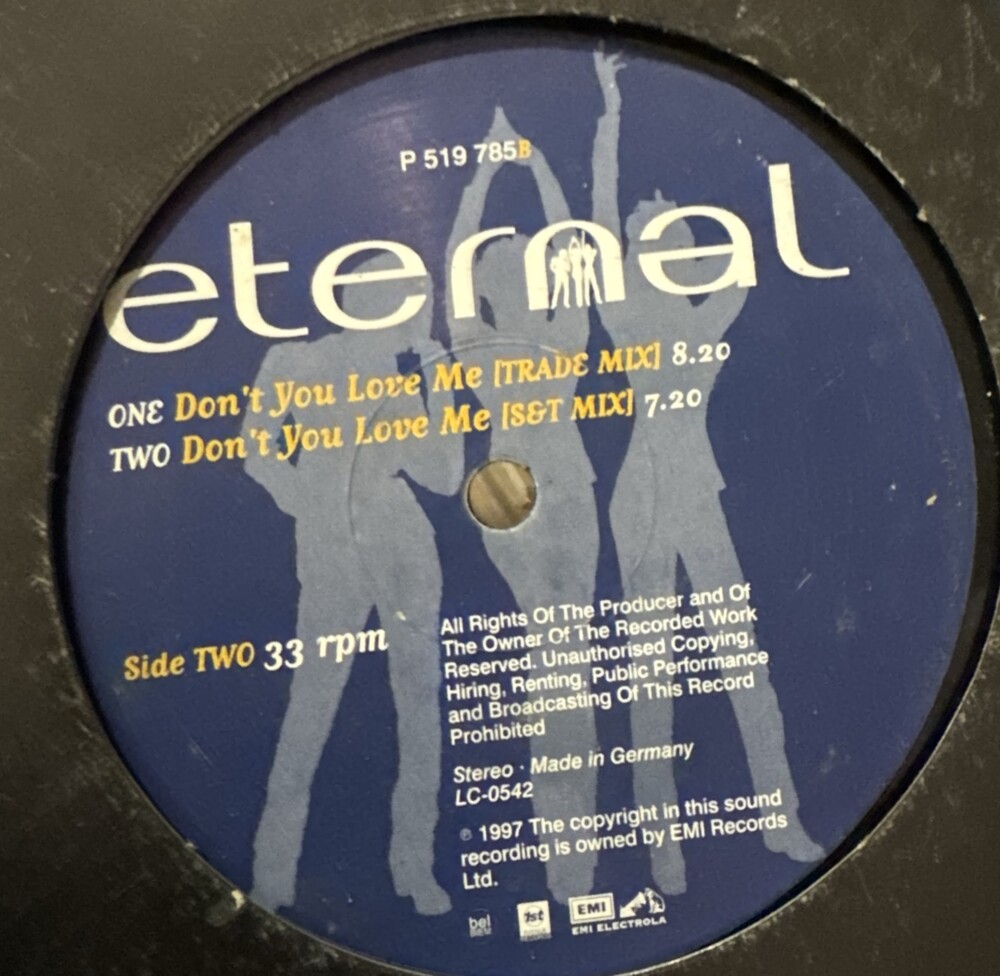 P 519 785B
eternal
ONE Don't You Love Me [TRADE MIX] 8.20
TWO Don't You Love Me [S&T MIX] 7.20
Side TWO 33 rpm
All Rights Of The Producer and Of
The Owner Of The Recorded Work
Reserved. Unauthorised Copying,
Hiring, Renting, Public Performance
and Broadcasting Of This Record
Prohibited
Stereo · Made in Germany
LC-0542
℗ 1997 The copyright in this sound
recording is owned by EMI Records
Ltd.
bel
1st
EMI
EMI ELECTROLA